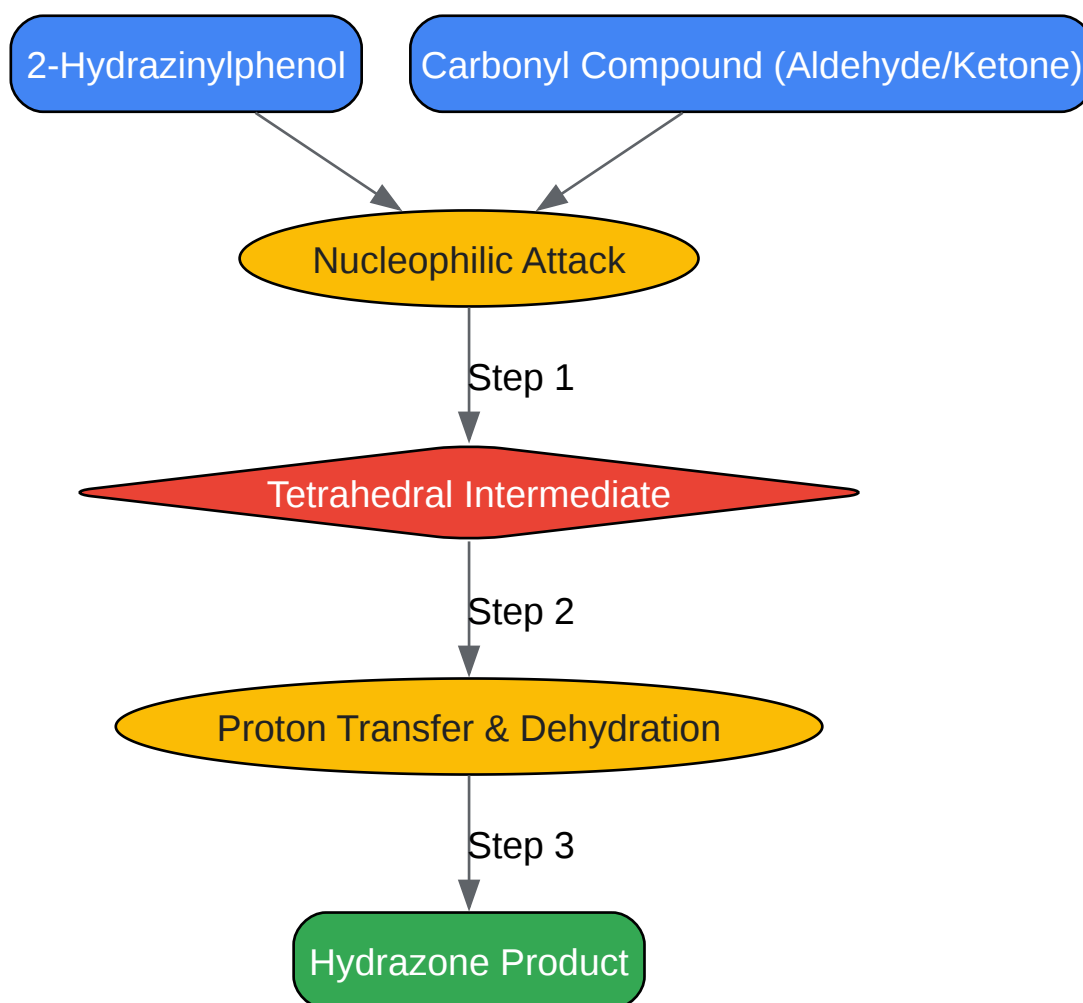 2-Hydrazinylphenol
Carbonyl Compound (Aldehyde/Ketone)
Nucleophilic Attack
Step 1
Tetrahedral Intermediate
Step 2
Proton Transfer & Dehydration
Step 3
Hydrazone Product